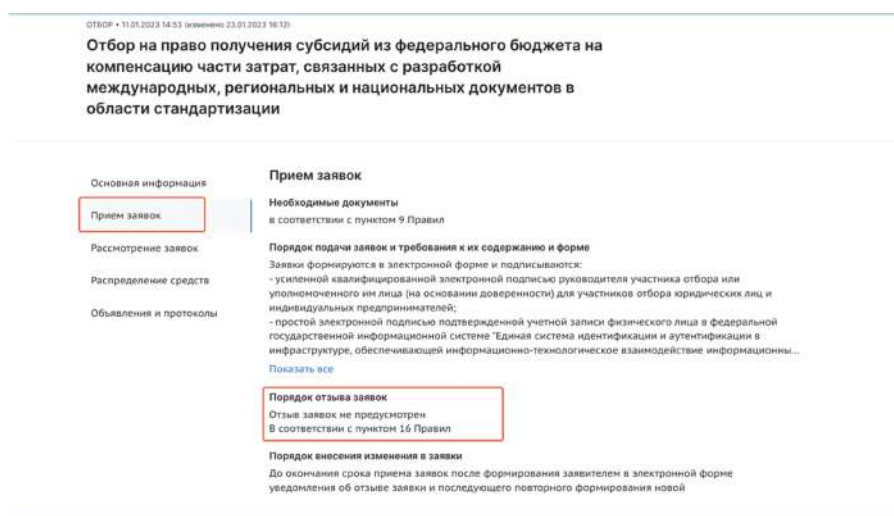 ОТБОР • 11.01.2023 14:53 (изменено 23.01.2023 16:12)
Отбор на право получения субсидий из федерального бюджета на
компенсацию части затрат, связанных с разработкой
международных, региональных и национальных документов в
области стандартизации
Основная информация
Прием заявок
Рассмотрение заявок
Распределение средств
Объявления и протоколы
Прием заявок
Необходимые документы
в соответствии с пунктом 9 Правил
Порядок подачи заявок и требования к их содержанию и форме
Заявки формируются в электронной форме и подписываются:
- усиленной квалифицированной электронной подписью руководителя участника отбора или
уполномоченного им лица (на основании доверенности) для участников отбора юридических лиц и
индивидуальных предпринимателей;
- простой электронной подписью подтвержденной учетной записи физического лица в федеральной
государственной информационной системе "Единая система идентификации и аутентификации в
инфраструктуре, обеспечивающей информационно-технологическое взаимодействие информационны...
Показать все
Порядок отзыва заявок
Отзыв заявок не предусмотрен
В соответствии с пунктом 16 Правил
Порядок внесения изменения в заявки
До окончания срока приема заявок после формирования заявителем в электронной форме
уведомления об отзыве заявки и последующего повторного формирования новой